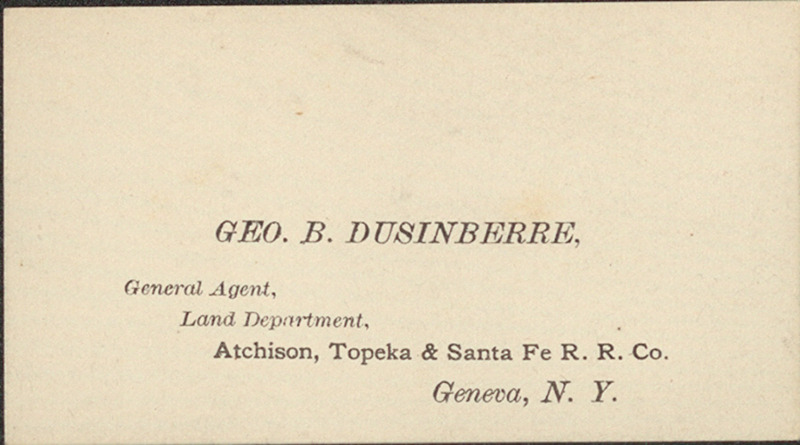 GEO. B. DUSINBERRE,
General Agent,
Land Department,
Atchison, Topeka & Santa Fe R. R. Co.
Geneva, N. Y.